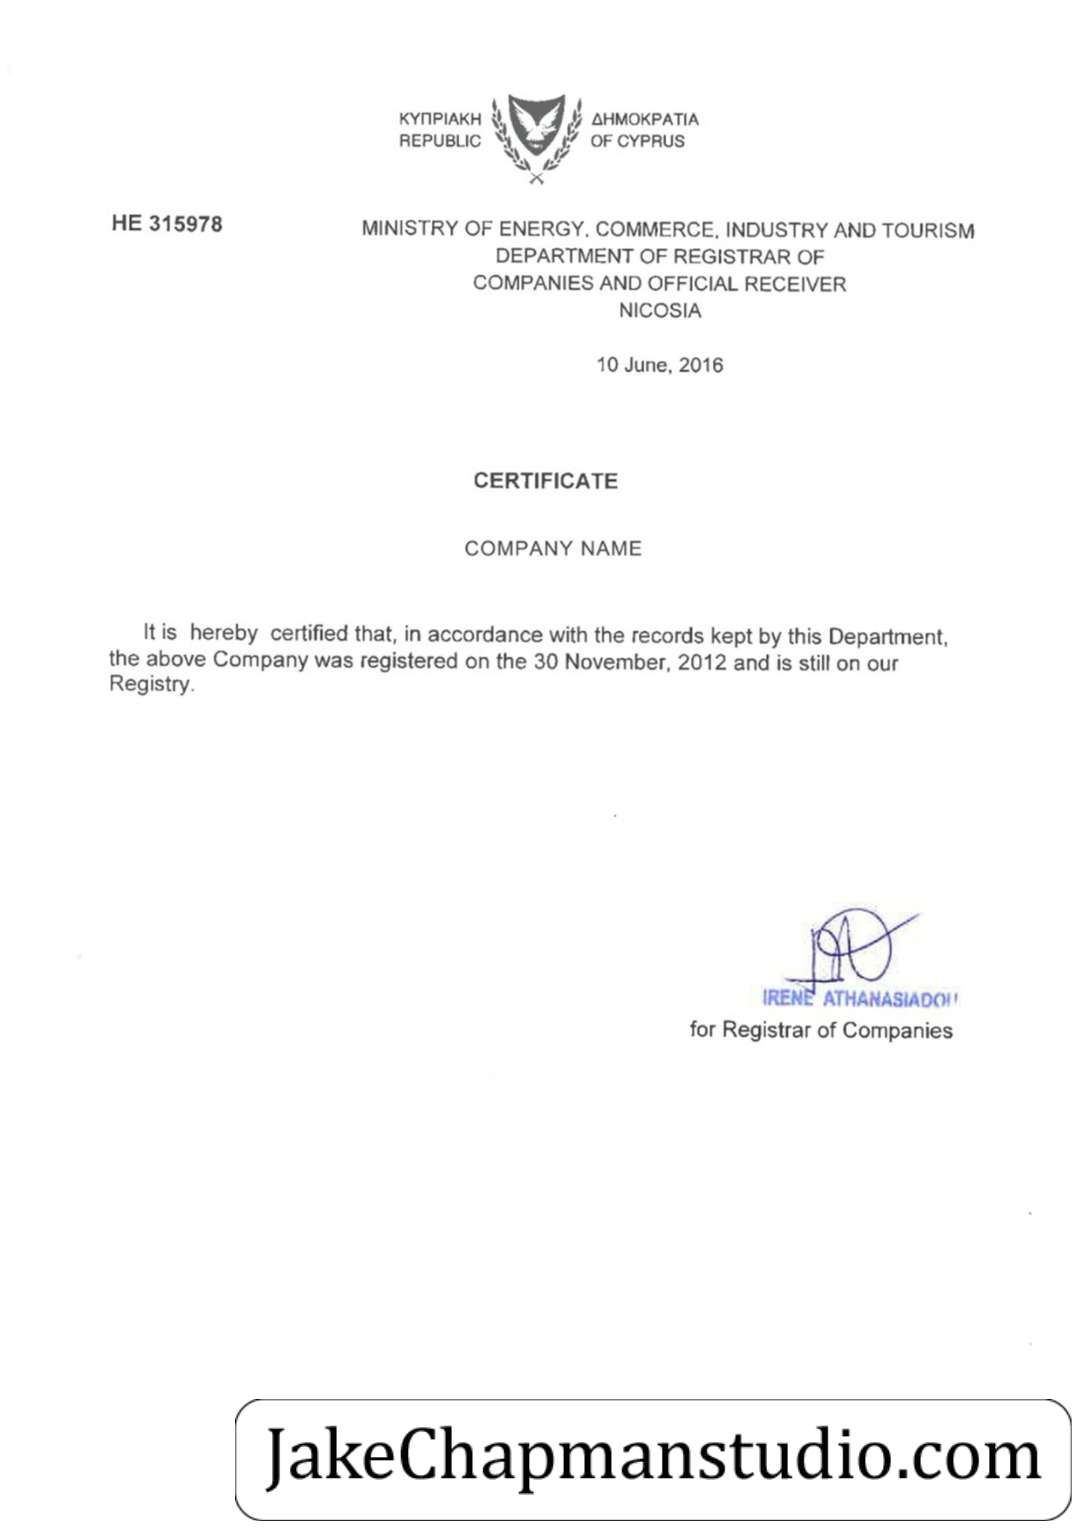 ΚΥΠΡΙΑΚΗ ΔΗΜΟΚΡΑΤΙΑ
REPUBLIC OF CYPRUS
HE 315978
MINISTRY OF ENERGY, COMMERCE, INDUSTRY AND TOURISM
DEPARTMENT OF REGISTRAR OF
COMPANIES AND OFFICIAL RECEIVER
NICOSIA
10 June, 2016
CERTIFICATE
COMPANY NAME
It is hereby certified that, in accordance with the records kept by this Department,
the above Company was registered on the 30 November, 2012 and is still on our
Registry.
IRENE ATHANASIADOU
for Registrar of Companies
JakeChapmanstudio.com